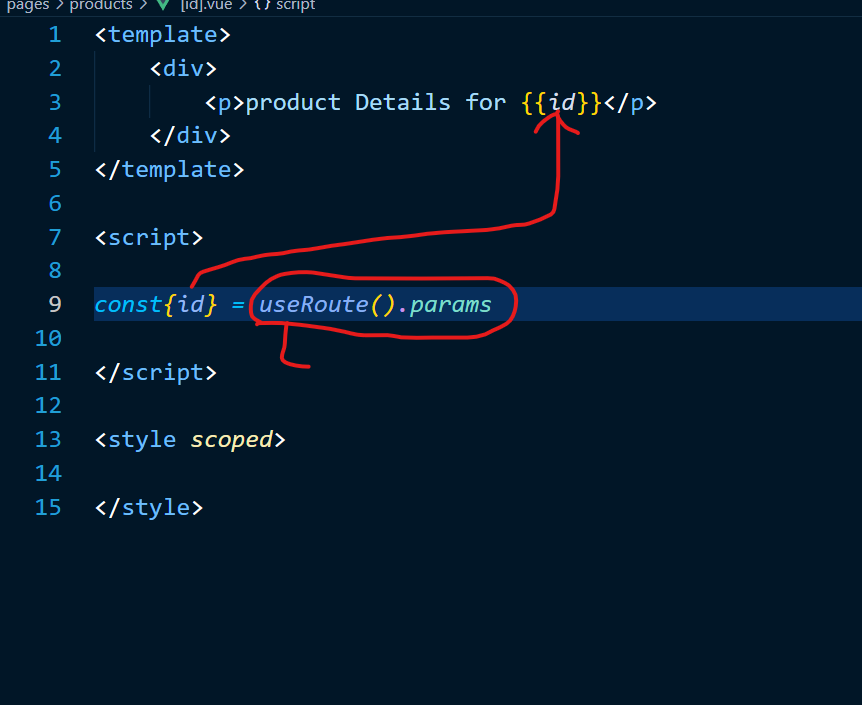 pages > products > [id].vue > {} script
1 <template>
2 <div>
3 <p>product Details for {{id}}</p>
4 </div>
5 </template>
6
7 <script>
8
9 const{id} = useRoute().params
10
11 </script>
12
13 <style scoped>
14
15 </style>